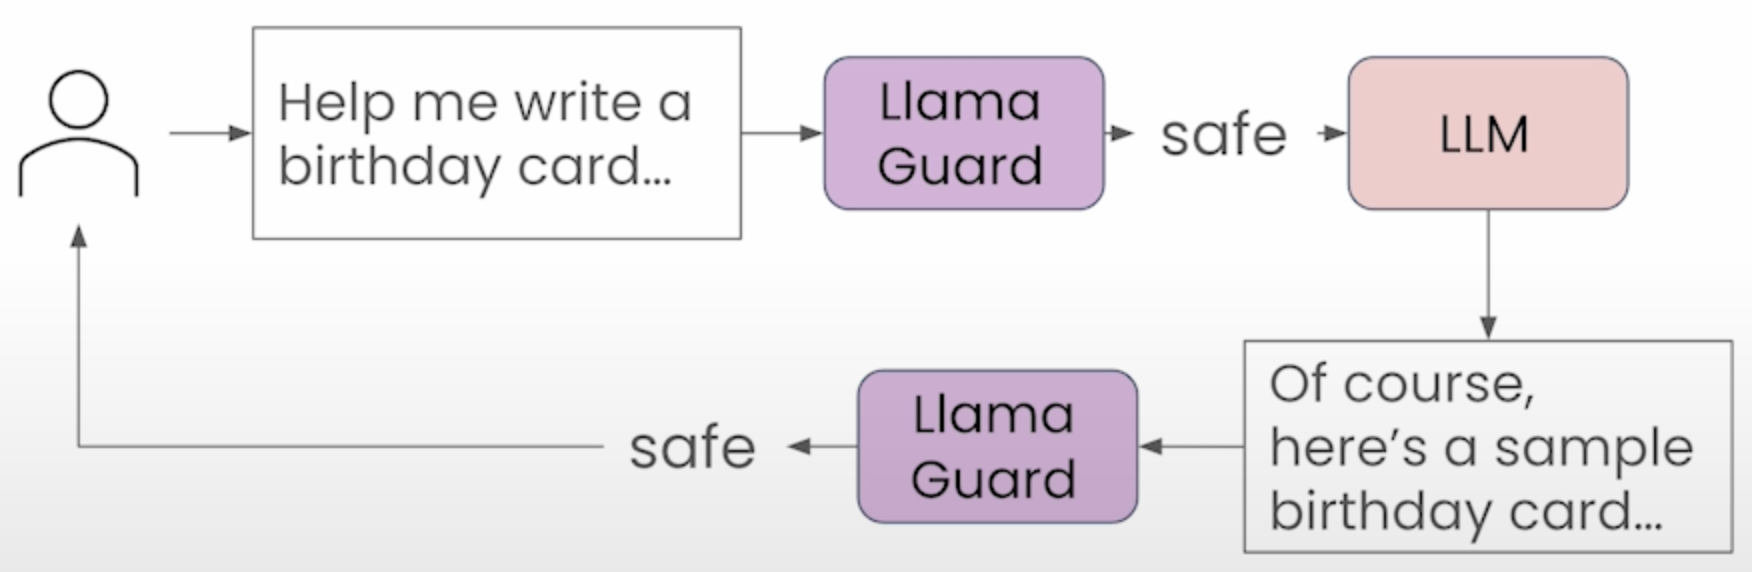 Help me write a
birthday card...
Llama
Guard
safe
LLM
Of course,
here's a sample
birthday card...
Llama
Guard
safe